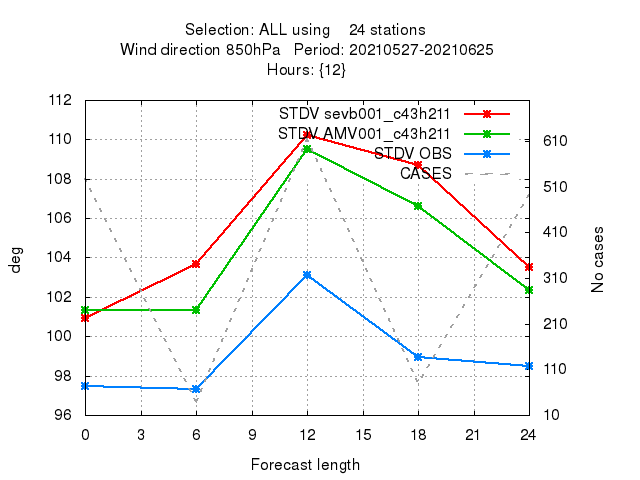 Selection: ALL using    24 stations
Wind direction 850hPa   Period: 20210527-20210625
Hours: {12}
STDV sevb001_c43h211
STDV AMV001_c43h211
STDV OBS
CASES
112
110
108
106
104
102
100
98
96
deg
610
510
410
310
210
110
10
No cases
0 3 6 9 12 15 18 21 24
Forecast length